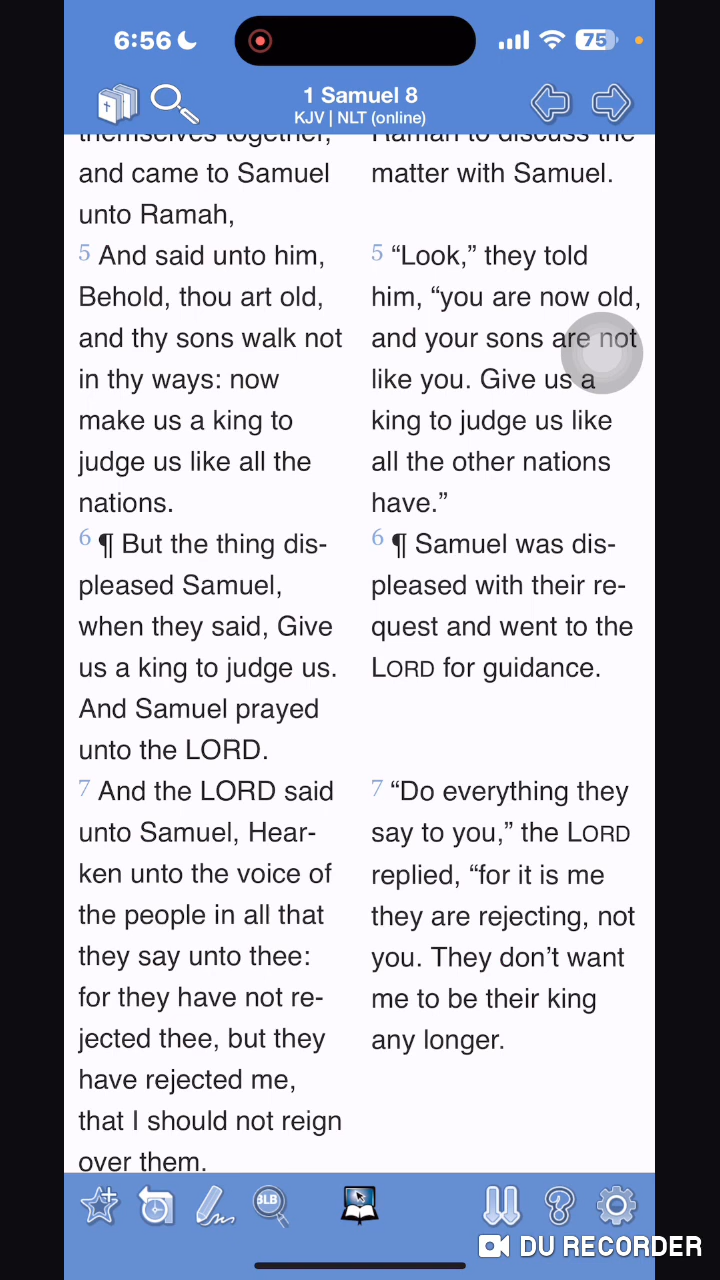 6:56
75
1 Samuel 8
KJV | NLT (online)
themselves together,
and came to Samuel
unto Ramah,
5 And said unto him,
Behold, thou art old,
and thy sons walk not
in thy ways: now
make us a king to
judge us like all the
nations.
6 ¶ But the thing dis-
pleased Samuel,
when they said, Give
us a king to judge us.
And Samuel prayed
unto the LORD.
7 And the LORD said
unto Samuel, Hear-
ken unto the voice of
the people in all that
they say unto thee:
for they have not re-
jected thee, but they
have rejected me,
that I should not reign
over them.
Ramah to discuss the
matter with Samuel.
5 “Look,” they told
him, “you are now old,
and your sons are not
like you. Give us a
king to judge us like
all the other nations
have.”
6 ¶ Samuel was dis-
pleased with their re-
quest and went to the
LORD for guidance.
7 “Do everything they
say to you,” the LORD
replied, “for it is me
they are rejecting, not
you. They don’t want
me to be their king
any longer.
BLB
DU RECORDER